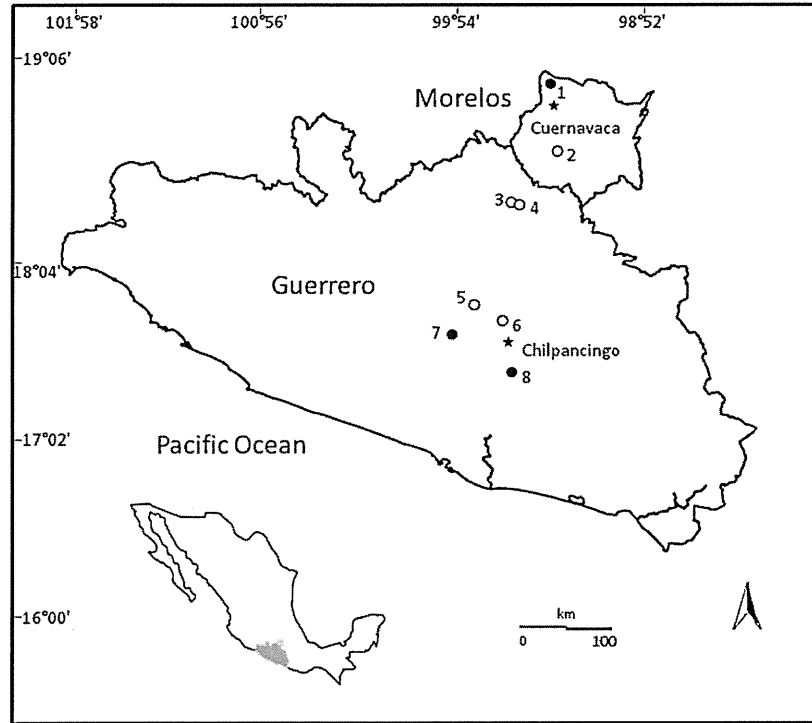 101°58' 100°56' 99°54' 98°52'
19°06'
Morelos
1
Cuernavaca
2
3 4
18°04'
Guerrero
5
6
7
Chilpancingo
8
17°02'
Pacific Ocean
16°00'
km
0 100